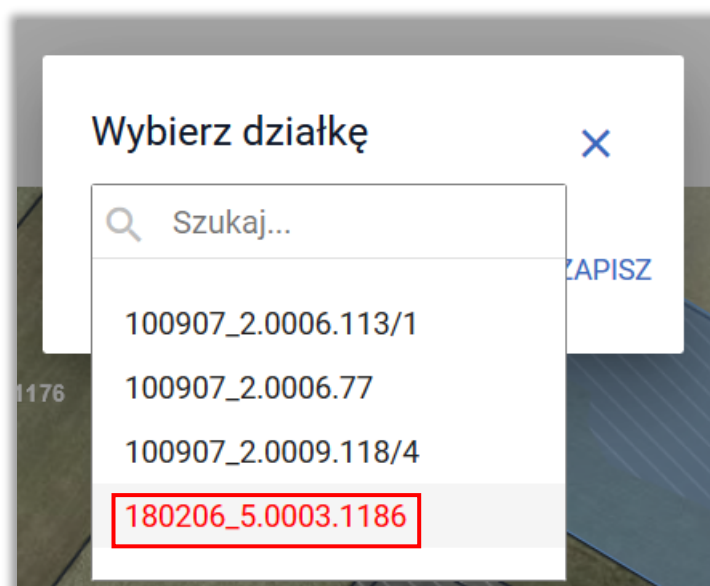 Wybierz działkę
Szukaj...
ZAPISZ
100907_2.0006.113/1
100907_2.0006.77
1176
100907_2.0009.118/4
180206_5.0003.1186